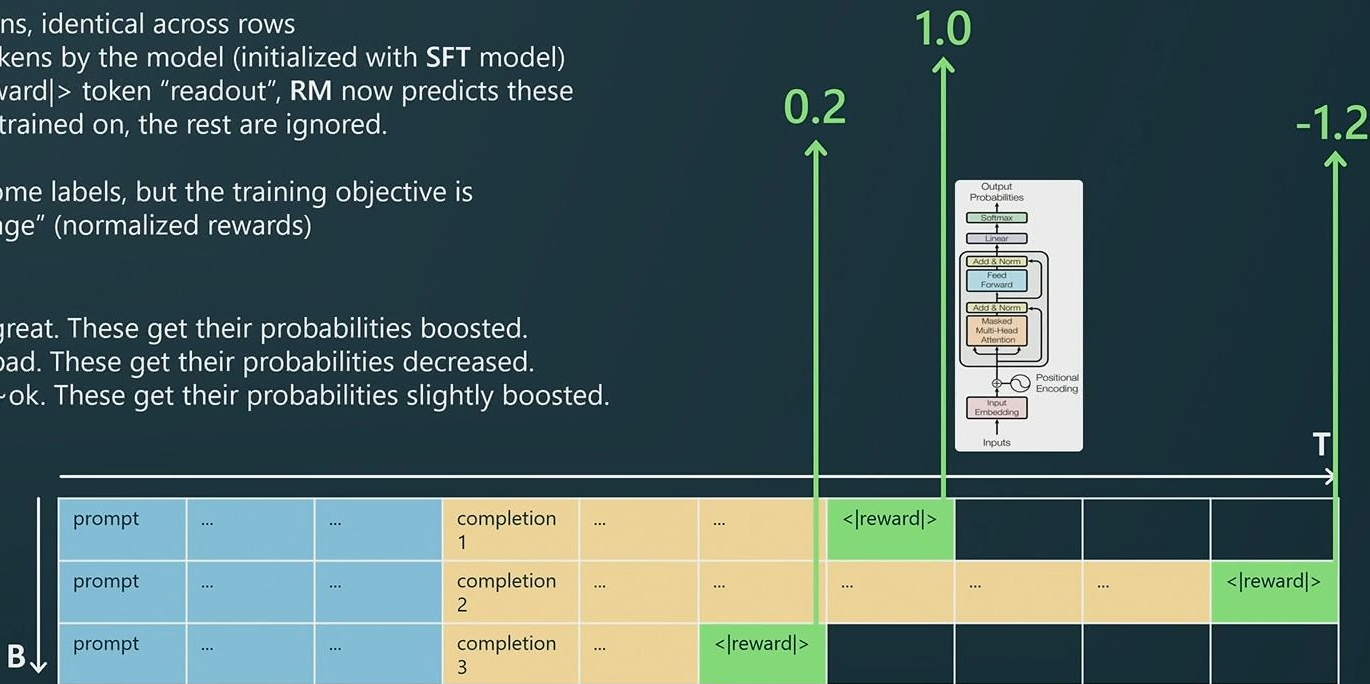 ns, identical across rows
kens by the model (initialized with SFT model)
ward|> token “readout”, RM now predicts these
trained on, the rest are ignored.
ome labels, but the training objective is
age” (normalized rewards)
great. These get their probabilities boosted.
bad. These get their probabilities decreased.
~ok. These get their probabilities slightly boosted.
1.0
0.2
-1.2
Output
Probabilities
Softmax
Linear
Add & Norm
Feed
Forward
Add & Norm
Masked
Multi-Head
Attention
Positional
Encoding
Input
Embedding
Inputs
T
B
prompt ... ... completion 1 ... ... <|reward|>
prompt ... ... completion 2 ... ... ... ... ... <|reward|>
prompt ... ... completion 3 ... <|reward|>